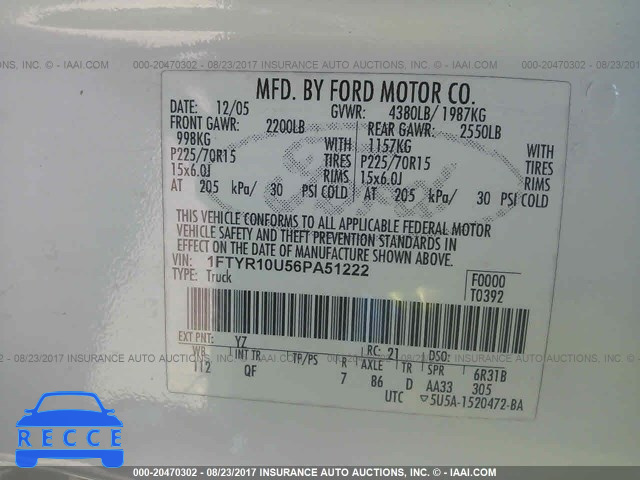 000-20470302 - 08/23/2017 INSURANCE AUTO AUCTIONS, INC. © - IAAI.COM
MFD. BY FORD MOTOR CO.
DATE: 12/05 GVWR: 4380LB/ 1987KG
FRONT GAWR: 2200LB REAR GAWR: 2550LB
998KG WITH 1157KG WITH
P225/70R15 TIRES P225/70R15 TIRES
15x6.0J RIMS 15x6.0J RIMS
AT 205 kPa/ 30 PSI COLD AT 205 kPa/ 30 PSI COLD
THIS VEHICLE CONFORMS TO ALL APPLICABLE FEDERAL MOTOR
VEHICLE SAFETY AND THEFT PREVENTION STANDARDS IN
EFFECT ON THE DATE OF MANUFACTURE SHOWN ABOVE.
VIN: 1FTYR10U56PA51222 F0000
TYPE: Truck T0392
EXT PNT: YZ RC: 21 DSO:
WB INT TR TP/PS R AXLE TR SPR 6R3TB
112 QF 7 86 D AA33 305
UTC ▽5U5A-1520472-BA
000-20470302 - 08/23/2017 INSURANCE AUTO AUCTIONS, INC. © - IAAI.COM